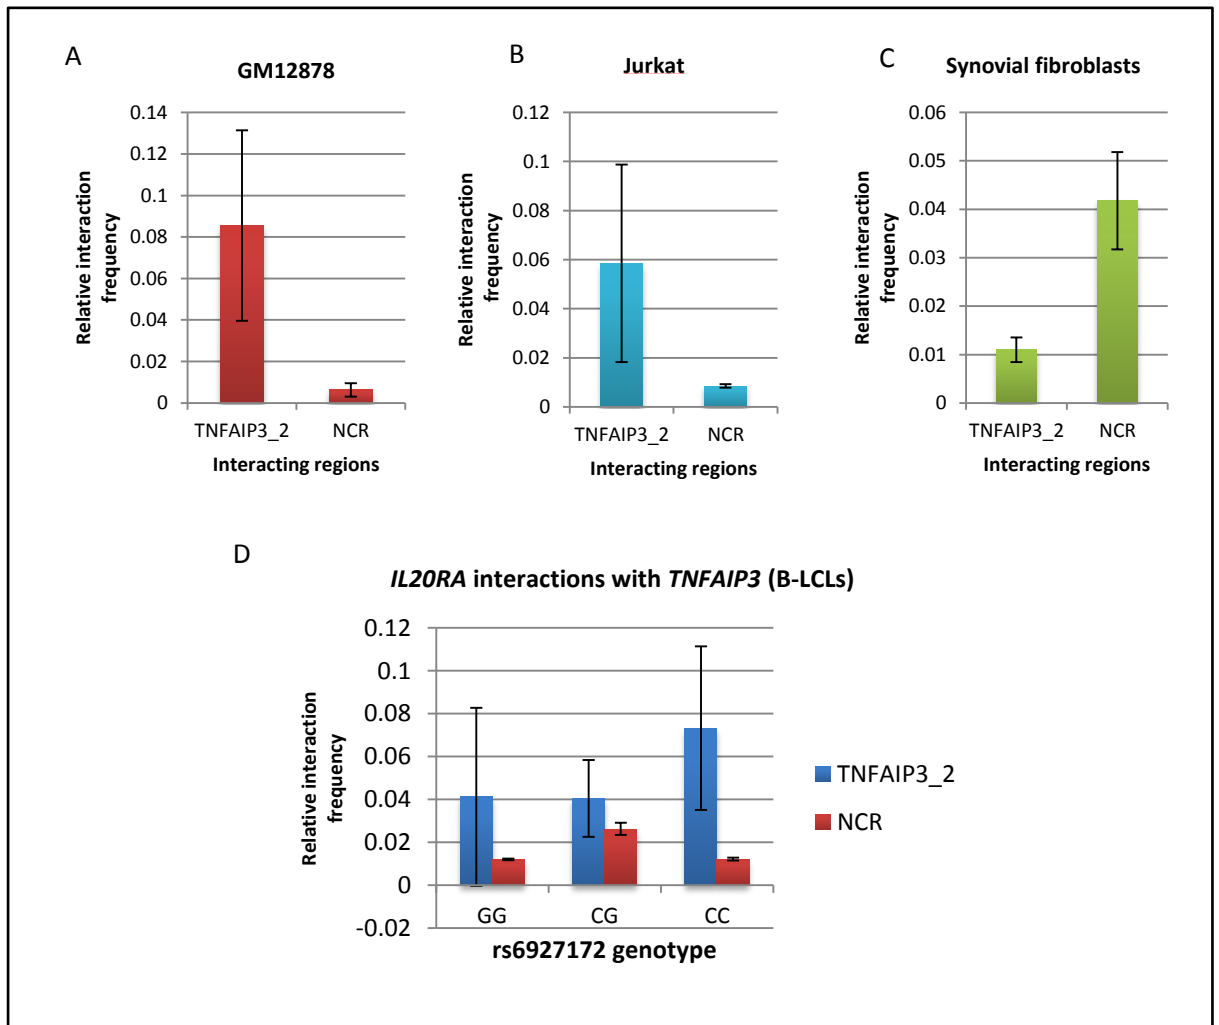 A
GM12878
Relative interaction
frequency
0.14
0.12
0.1
0.08
0.06
0.04
0.02
0
TNFAIP3_2
NCR
Interacting regions
B
Jurkat
Relative interaction
frequency
0.12
0.1
0.08
0.06
0.04
0.02
0
TNFAIP3_2
NCR
Interacting regions
C
Synovial fibroblasts
Relative interaction
frequency
0.06
0.05
0.04
0.03
0.02
0.01
0
TNFAIP3_2
NCR
Interacting regions
D
IL20RA interactions with TNFAIP3 (B-LCLs)
Relative interaction
frequency
0.12
0.1
0.08
0.06
0.04
0.02
0
-0.02
GG
CG
CC
rs6927172 genotype
TNFAIP3_2
NCR